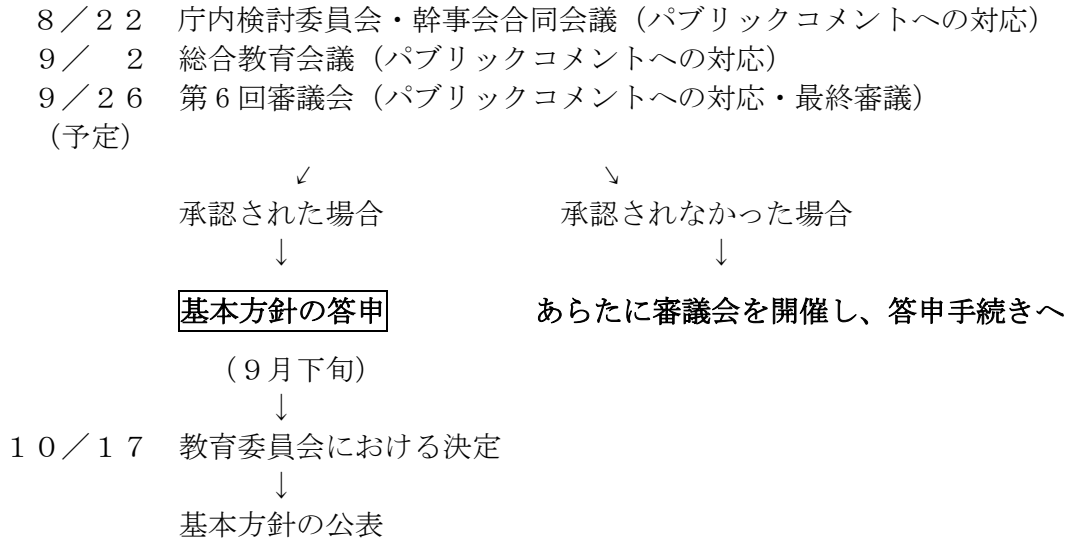 ８／２２　庁内検討委員会・幹事会合同会議（パブリックコメントへの対応）
９／　２　総合教育会議（パブリックコメントへの対応）
９／２６　第６回審議会（パブリックコメントへの対応・最終審議）
（予定）
↙　↘
承認された場合　承認されなかった場合
↓　↓
基本方針の答申　あらたに審議会を開催し、答申手続きへ
（９月下旬）
↓
１０／１７　教育委員会における決定
↓
基本方針の公表